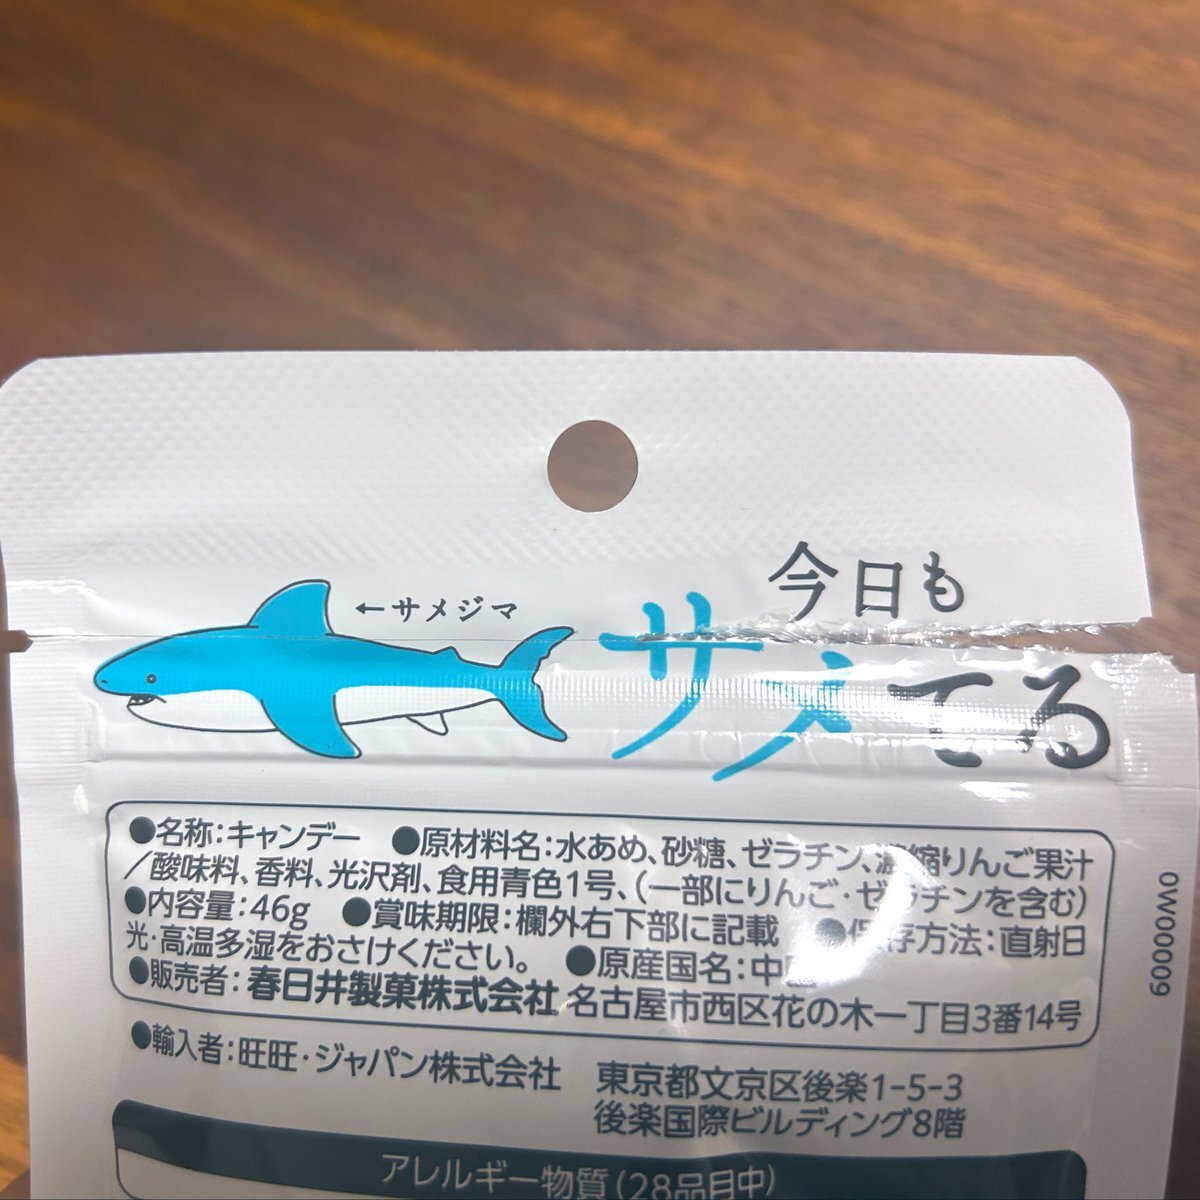 ←サメジマ
今日も
サメてる
●名称:キャンデー ●原材料名:水あめ、砂糖、ゼラチン、濃縮りんご果汁
/酸味料、香料、光沢剤、食用青色1号、(一部にりんご・ゼラチンを含む)
●内容量:46g ●賞味期限:欄外右下部に記載 ●保存方法:直射日
光・高温多湿をおさけください。 ●原産国名:中国
●販売者:春日井製菓株式会社 名古屋市西区花の木一丁目3番14号
●輸入者:旺旺・ジャパン株式会社 東京都文京区後楽1-5-3
後楽国際ビルディング8階
アレルギー物質(28品目中)
OW00009